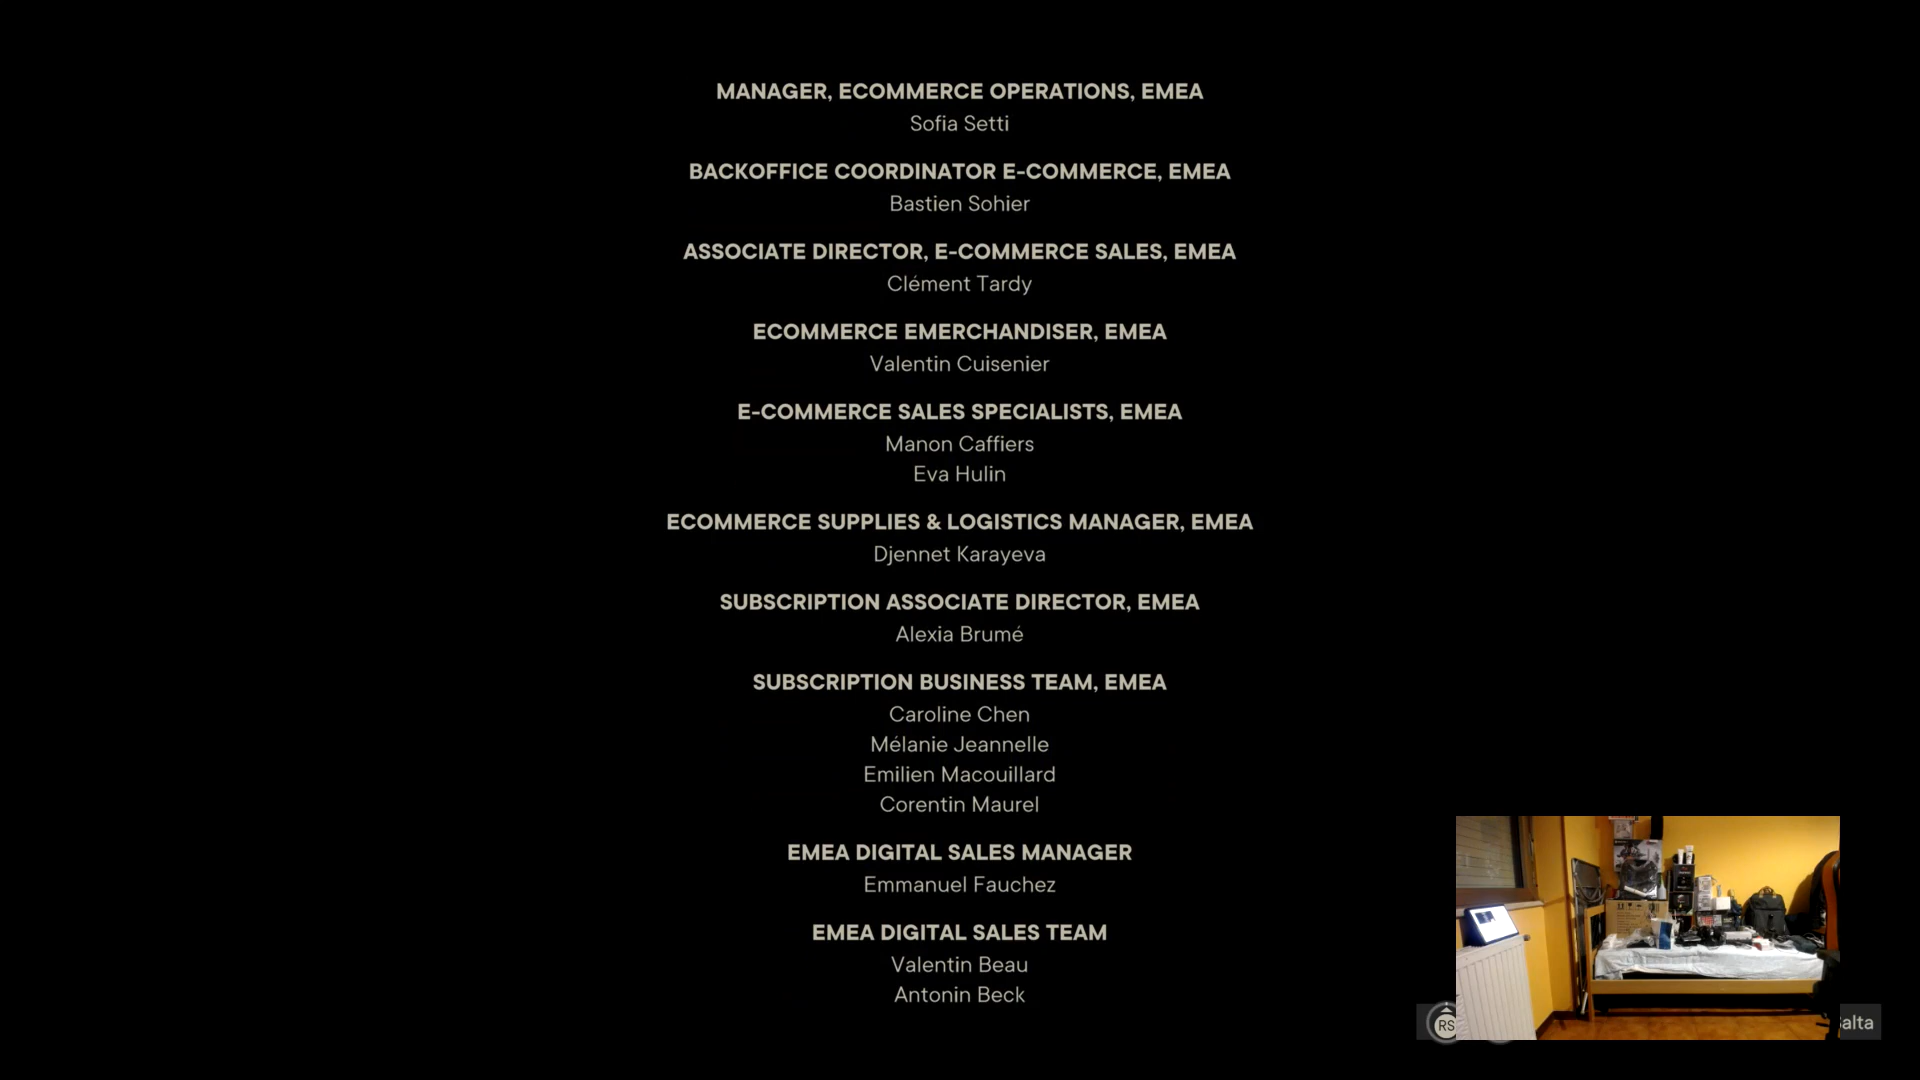 MANAGER, ECOMMERCE OPERATIONS, EMEA
Sofia Setti
BACKOFFICE COORDINATOR E-COMMERCE, EMEA
Bastien Sohier
ASSOCIATE DIRECTOR, E-COMMERCE SALES, EMEA
Clément Tardy
ECOMMERCE EMERCHANDISER, EMEA
Valentin Cuisenier
E-COMMERCE SALES SPECIALISTS, EMEA
Manon Caffiers
Eva Hulin
ECOMMERCE SUPPLIES & LOGISTICS MANAGER, EMEA
Djennet Karayeva
SUBSCRIPTION ASSOCIATE DIRECTOR, EMEA
Alexia Brumé
SUBSCRIPTION BUSINESS TEAM, EMEA
Caroline Chen
Mélanie Jeannelle
Emilien Macouillard
Corentin Maurel
EMEA DIGITAL SALES MANAGER
Emmanuel Fauchez
EMEA DIGITAL SALES TEAM
Valentin Beau
Antonin Beck
RS alta